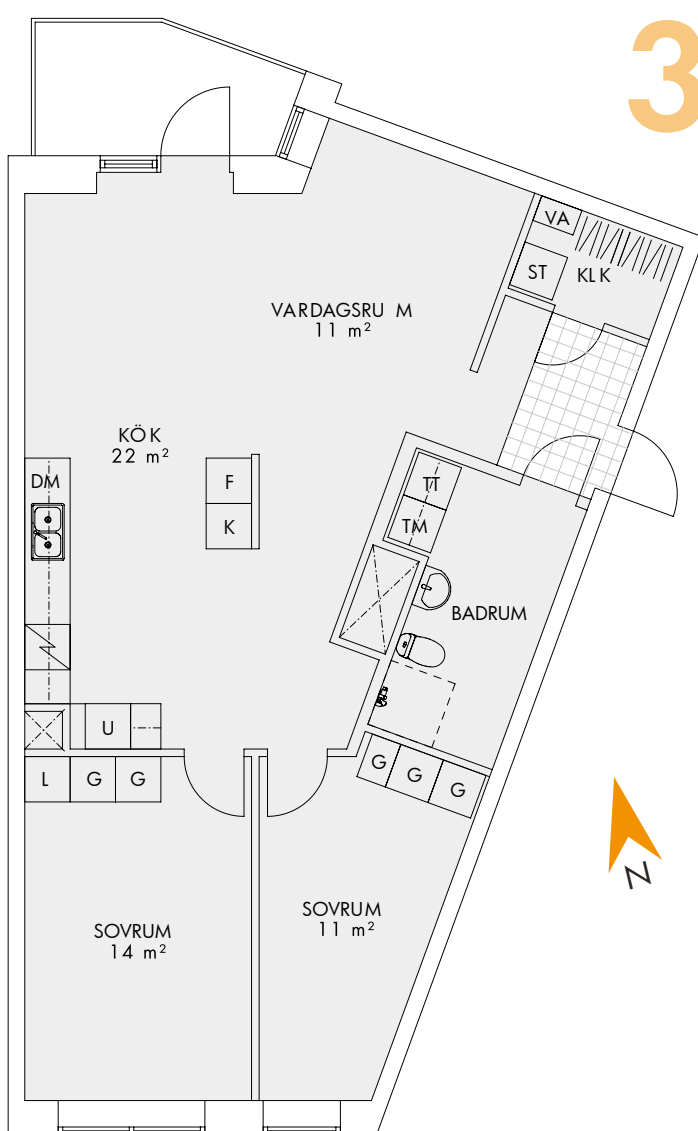 3
VA
ST
KLK
VARDAGSRU M
11 m²
KÖK
22 m²
DM
F
K
TT
TM
BADRUM
U
L
G
G
G
G
G
SOVRUM
14 m²
SOVRUM
11 m²
N